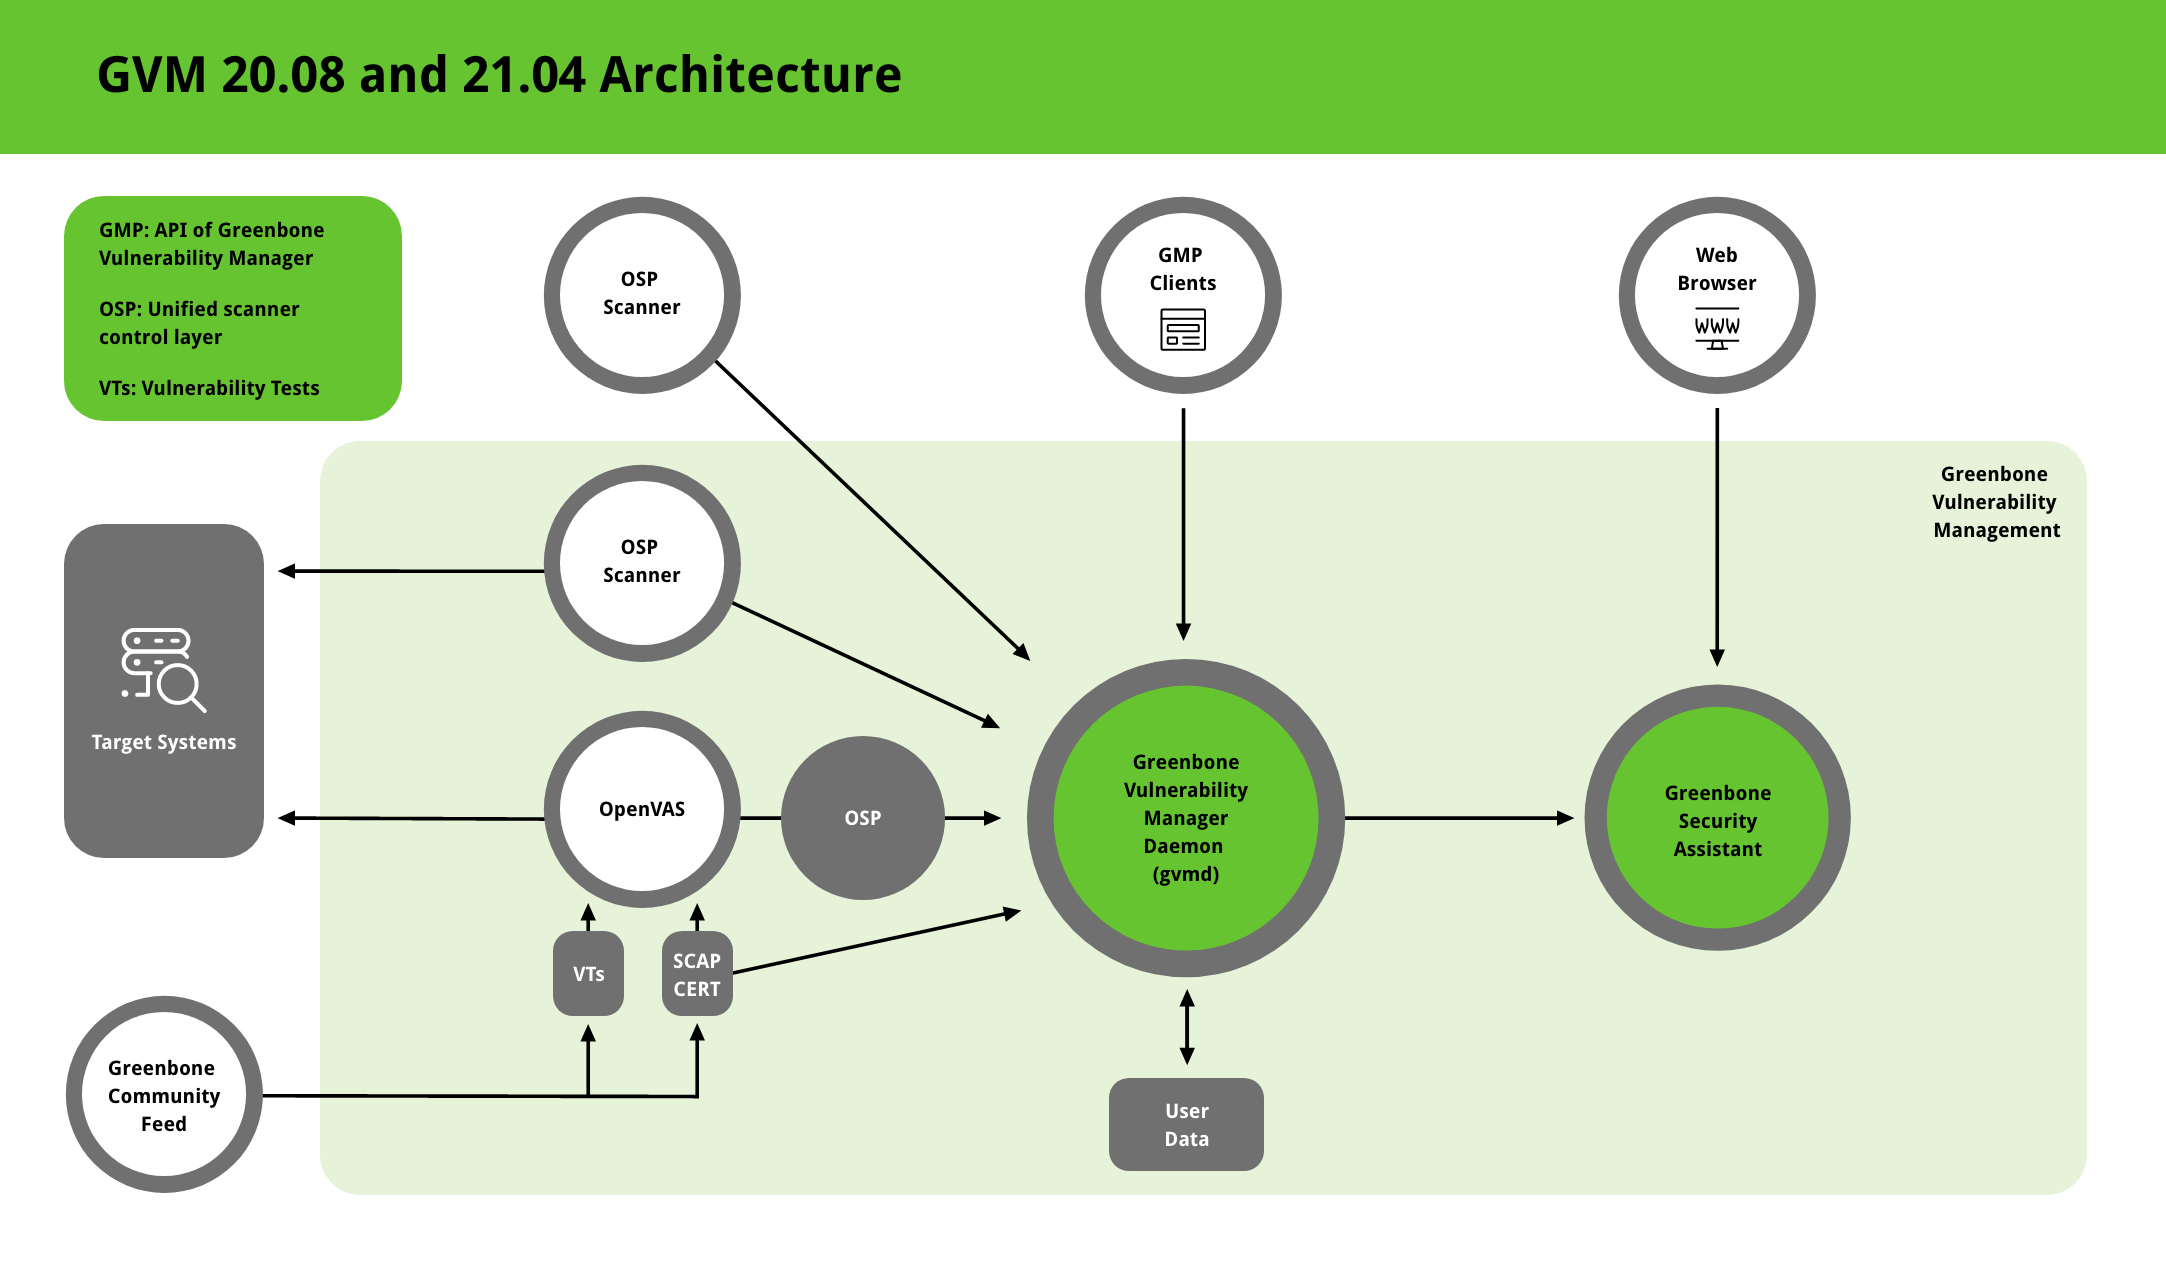 GVM 20.08 and 21.04 Architecture
GMP: API of Greenbone
Vulnerability Manager
OSP: Unified scanner
control layer
VTs: Vulnerability Tests
OSP
Scanner
GMP
Clients
Web
Browser
WWW
Greenbone
Vulnerability
Management
OSP
Scanner
Target Systems
OpenVAS
OSP
Greenbone
Vulnerability
Manager
Daemon
(gvmd)
Greenbone
Security
Assistant
VTs
SCAP
CERT
Greenbone
Community
Feed
User
Data